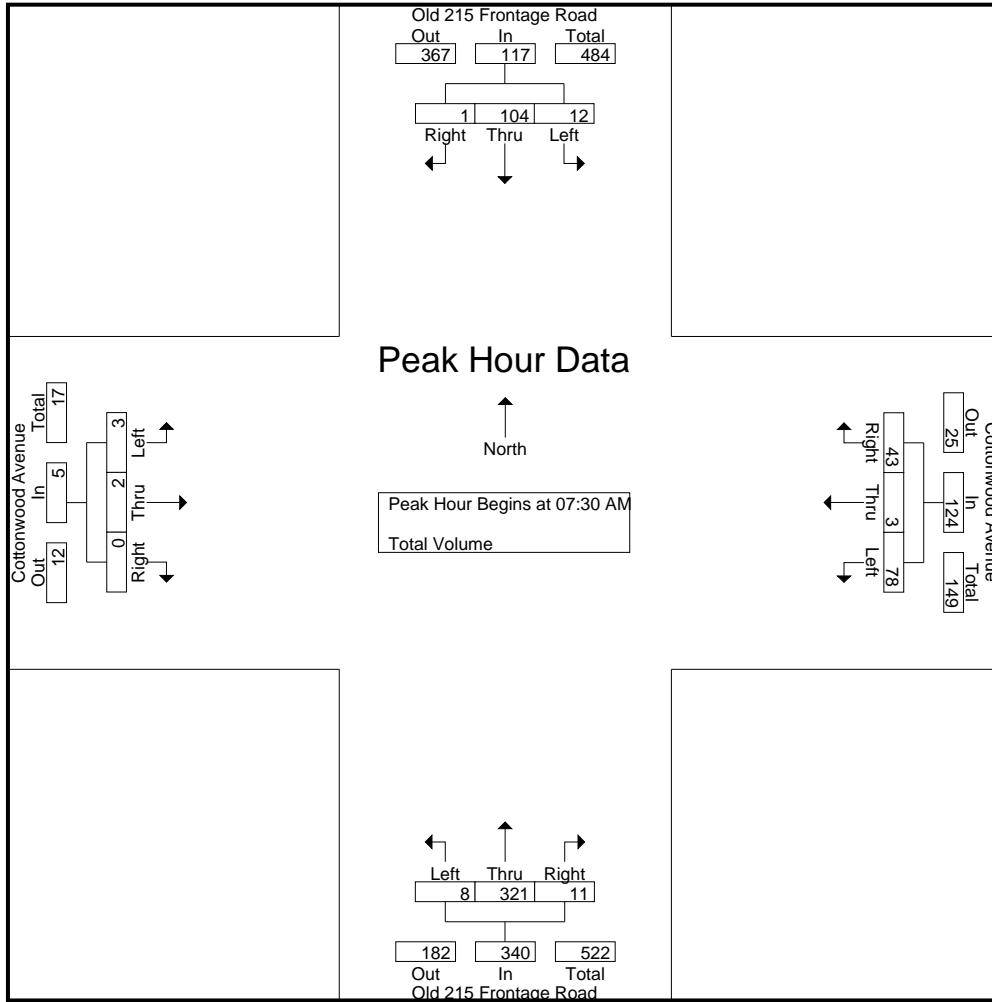 Old 215 Frontage Road
Out In Total
367 117 484
1 104 12
Right Thru Left
Peak Hour Data
North
Peak Hour Begins at 07:30 AM
Total Volume
Cottonwood Avenue
Total In Out
17 5 12
3 2 0
Left Thru Right
Cottonwood Avenue
Out In Total
25 124 149
43 3 78
Right Thru Left
Left Thru Right
8 321 11
182 340 522
Out In Total
Old 215 Frontage Road